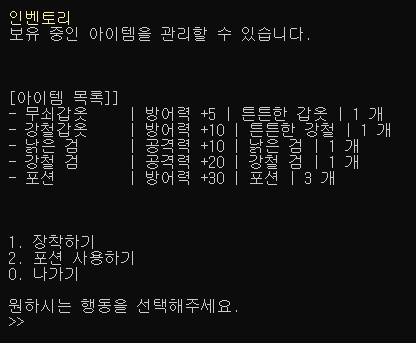 인벤토리
보유 중인 아이템을 관리할 수 있습니다.
[아이템 목록]]
- 무쇠갑옷 | 방어력 +5 | 튼튼한 갑옷 | 1 개
- 강철갑옷 | 방어력 +10 | 튼튼한 강철 | 1 개
- 낡은 검 | 공격력 +10 | 낡은 검 | 1 개
- 강철 검 | 공격력 +20 | 강철 검 | 1 개
- 포션 | 방어력 +30 | 포션 | 3 개
1. 장착하기
2. 포션 사용하기
0. 나가기
원하시는 행동을 선택해주세요.
>>